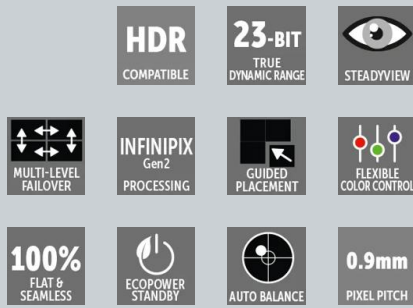 HDR
COMPATIBLE
23-BIT
TRUE
DYNAMIC RANGE
STEADYVIEW
MULTI-LEVEL
FAILOVER
INFINIPIX
Gen2
PROCESSING
GUIDED
PLACEMENT
FLEXIBLE
COLOR CONTROL
100%
FLAT &
SEAMLESS
ECOPOWER
STANDBY
AUTO BALANCE
0.9mm
PIXEL PITCH